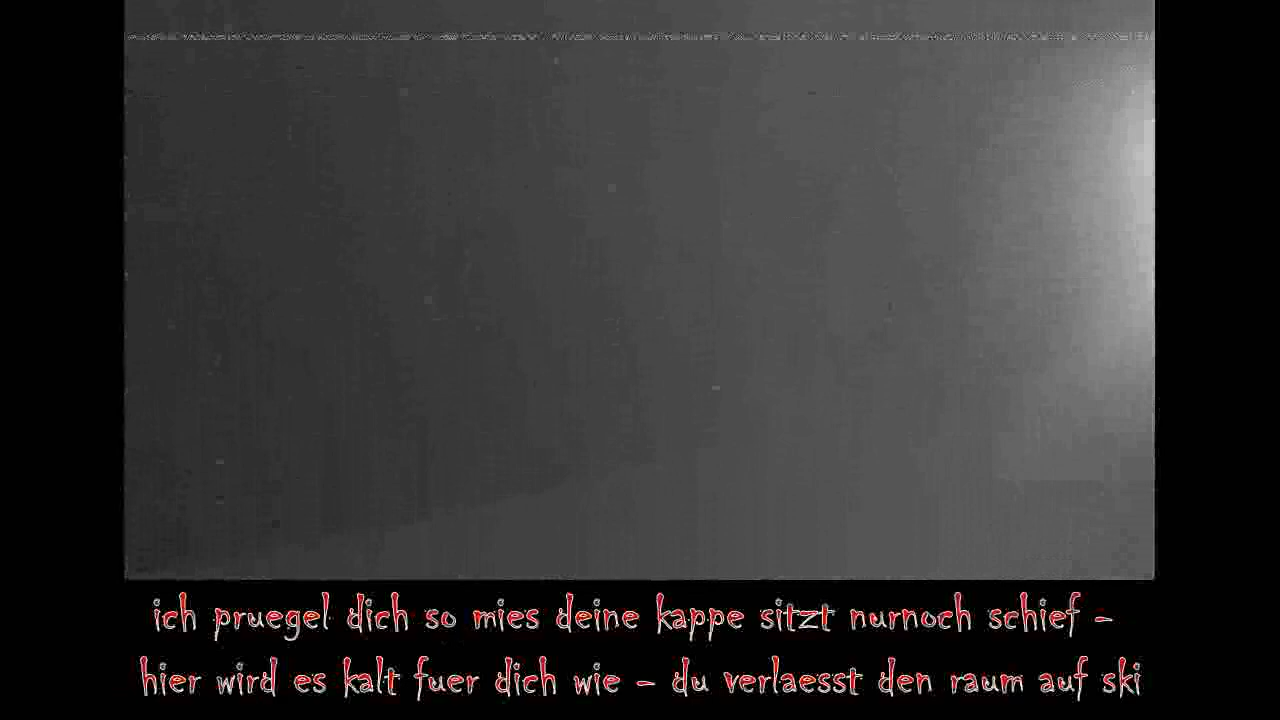 ich pruegel dich so mies deine kappe sitzt nurnoch schief -
hier wird es kalt fuer dich wie - du verlaesst den raum auf ski